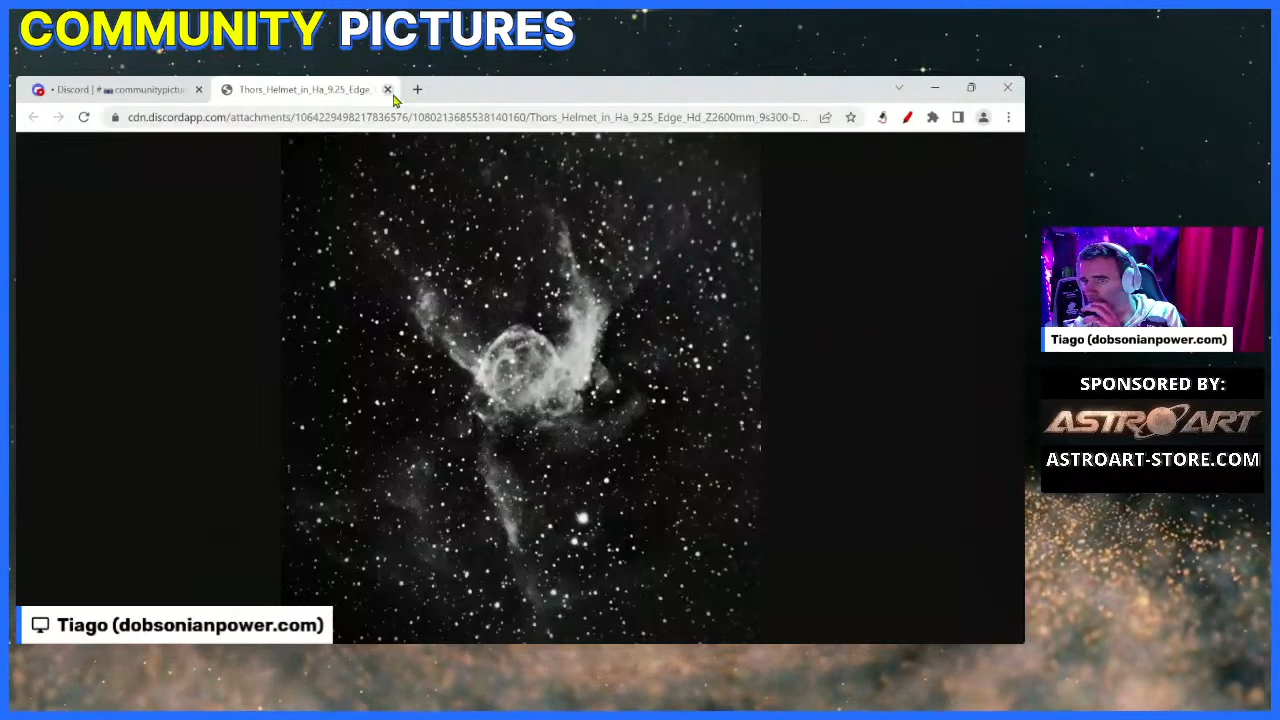 COMMUNITY PICTURES
• Discord | # communitypictur
Thors_Helmet_in_Ha_9.25_Edge_
cdn.discordapp.com/attachments/1064229498217836576/1080213685538140160/Thors_Helmet_in_Ha_9.25_Edge_Hd_Z2600mm_9s300-D...
Tiago (dobsonianpower.com)
SPONSORED BY:
ASTROART
ASTROART-STORE.COM
Tiago (dobsonianpower.com)